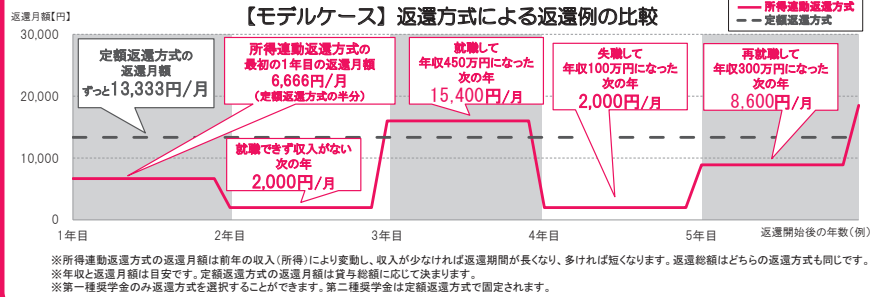 【モデルケース】返還方式による返還例の比較
所得連動返還方式
定額返還方式
返還月額【円】
30,000
20,000
10,000
0
定額返還方式の
返還月額
ずっと13,333円/月
所得連動返還方式の
最初の1年目の返還月額
6,666円/月
(定額返還方式の半分)
就職できず収入がない
次の年
2,000円/月
就職して
年収450万円になった
次の年
15,400円/月
失職して
年収100万円になった
次の年
2,000円/月
再就職して
年収300万円になった
次の年
8,600円/月
1年目
2年目
3年目
4年目
5年目
返還開始後の年数(例)
※所得連動返還方式の返還月額は前年の収入(所得)により変動し、収入が少なければ返還期間が長くなり、多ければ短くなります。返還総額はどちらの返還方式も同じです。
※年収と返還月額は目安です。定額返還方式の返還月額は貸与総額に応じて決まります。
※第一種奨学金のみ返還方式を選択することができます。第二種奨学金は定額返還方式で固定されます。